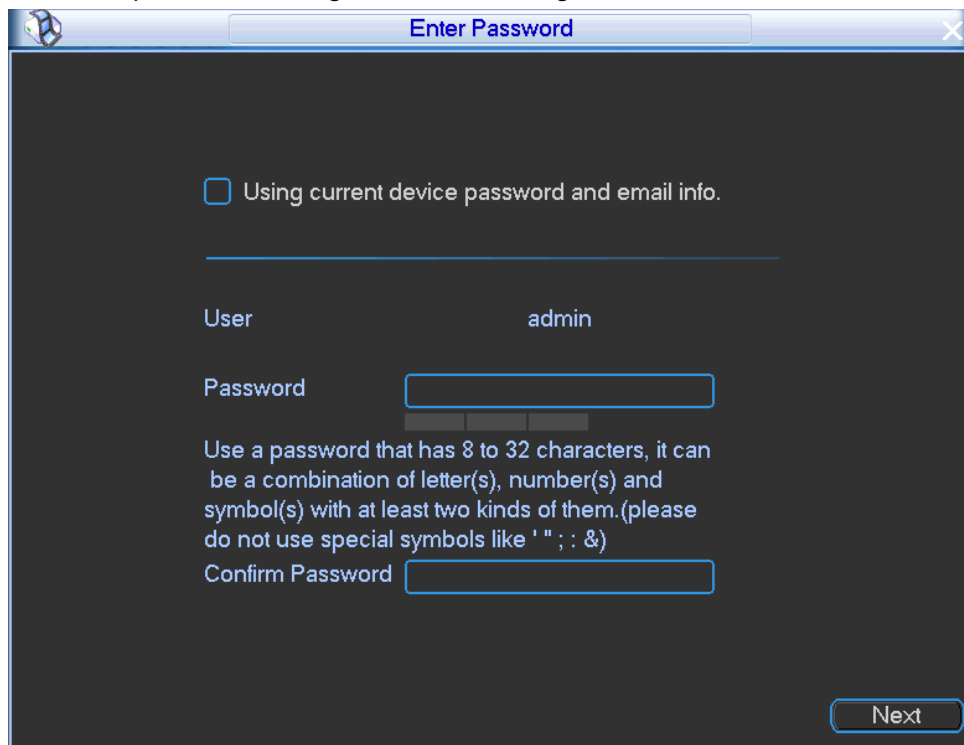 Enter Password
Using current device password and email info.
User admin
Password
Use a password that has 8 to 32 characters, it can
be a combination of letter(s), number(s) and
symbol(s) with at least two kinds of them.(please
do not use special symbols like ' " ; : &)
Confirm Password
Next